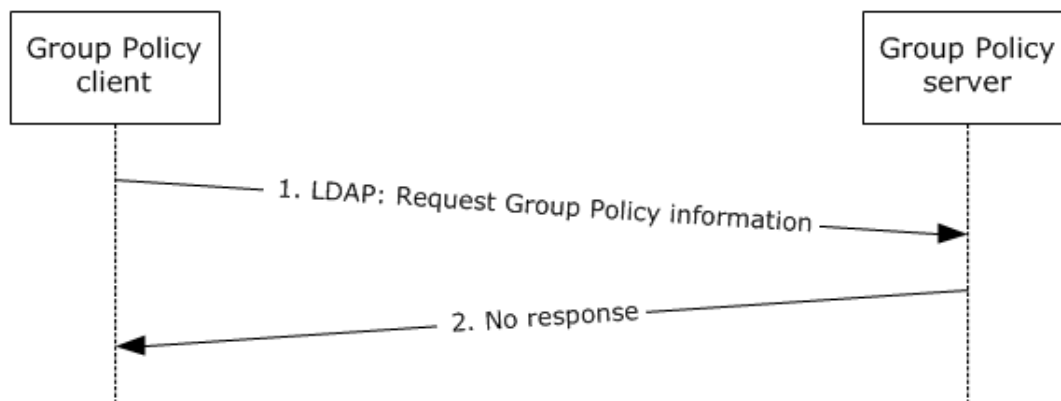 Group Policy
client
Group Policy
server
1. LDAP: Request Group Policy information
2. No response